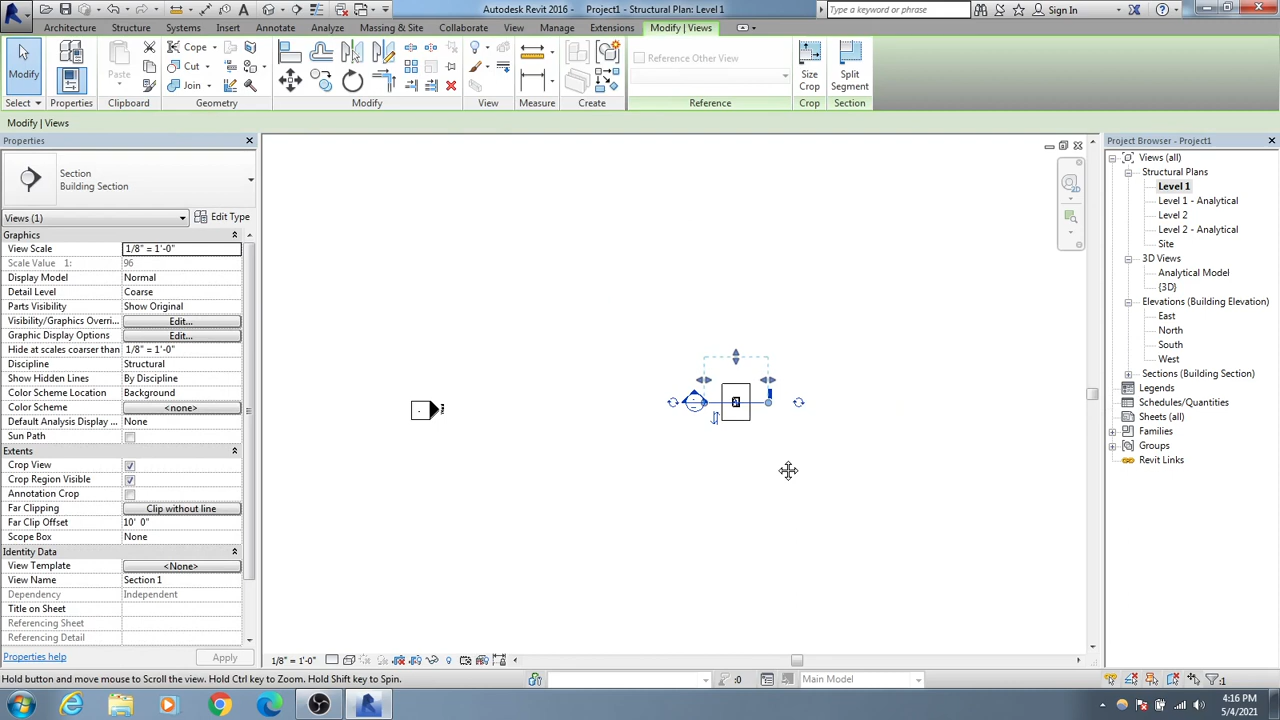 Autodesk Revit 2016 - Project1 - Structural Plan: Level 1
Type a keyword or phrase
Sign In
Architecture Structure Systems Insert Annotate Analyze Massing & Site Collaborate View Manage Extensions Modify | Views
Modify
Properties
Paste
Cope
Cut
Join
Reference Other View
Size Crop
Split Segment
Select Properties Clipboard Geometry Modify View Measure Create Reference Crop Section
Modify | Views
Properties
Section
Building Section
Views (1)
Edit Type
Graphics
View Scale 1/8" = 1'-0"
Scale Value 1: 96
Display Model Normal
Detail Level Coarse
Parts Visibility Show Original
Visibility/Graphics Overri... Edit...
Graphic Display Options Edit...
Hide at scales coarser than 1/8" = 1'-0"
Discipline Structural
Show Hidden Lines By Discipline
Color Scheme Location Background
Color Scheme <none>
Default Analysis Display ... None
Sun Path
Extents
Crop View
Crop Region Visible
Annotation Crop
Far Clipping Clip without line
Far Clip Offset 10' 0"
Scope Box None
Identity Data
View Template <None>
View Name Section 1
Dependency Independent
Title on Sheet
Referencing Sheet
Referencing Detail
Properties help
Apply
2D
Project Browser - Project1
Views (all)
Structural Plans
Level 1
Level 1 - Analytical
Level 2
Level 2 - Analytical
Site
3D Views
Analytical Model
{3D}
Elevations (Building Elevation)
East
North
South
West
Sections (Building Section)
Legends
Schedules/Quantities
Sheets (all)
Families
Groups
Revit Links
1/8" = 1'-0"
Hold button and move mouse to Scroll the view. Hold Ctrl key to Zoom. Hold Shift key to Spin.
:0
Main Model
:1
4:16 PM
5/4/2021